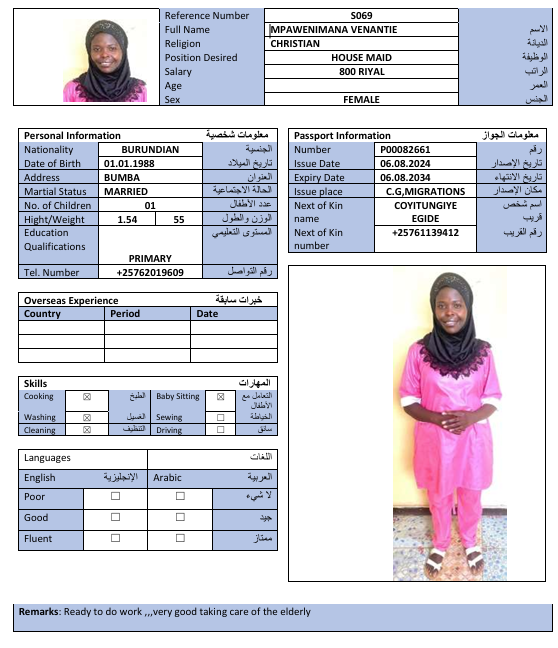 Reference Number S069
Full Name MPAWENIMANA VENANTIE الاسم
Religion CHRISTIAN الديانة
Position Desired HOUSE MAID الوظيفة
Salary 800 RIYAL الراتب
Age العمر
Sex FEMALE الجنس
Personal Information معلومات شخصية
Nationality BURUNDIAN الجنسية
Date of Birth 01.01.1988 تاريخ الميلاد
Address BUMBA العنوان
Martial Status MARRIED الحالة الاجتماعية
No. of Children 01 عدد الأطفال
Hight/Weight 1.54 55 الوزن والطول
Education المستوى التعليمي
Qualifications
PRIMARY
Tel. Number +25762019609 رقم التواصل
Passport Information معلومات الجواز
Number P00082661 رقم
Issue Date 06.08.2024 تاريخ الإصدار
Expiry Date 06.08.2034 تاريخ الانتهاء
Issue place C.G,MIGRATIONS مكان الإصدار
Next of Kin COYITUNGIYE اسم شخص
name EGIDE قريب
Next of Kin +25761139412 رقم القريب
number
Overseas Experience خبرات سابقة
Country Period Date
Skills المهارات
Cooking ☒ الطبخ Baby Sitting ☒ التعامل مع
الأطفال
Washing ☒ الغسيل Sewing ☐ الخياطة
Cleaning ☒ التنظيف Driving ☐ سائق
Languages اللغات
English الإنجليزية Arabic العربية
Poor ☐ ☐ لا شيء
Good ☐ ☐ جيد
Fluent ☐ ☐ ممتاز
Remarks: Ready to do work ,,,very good taking care of the elderly